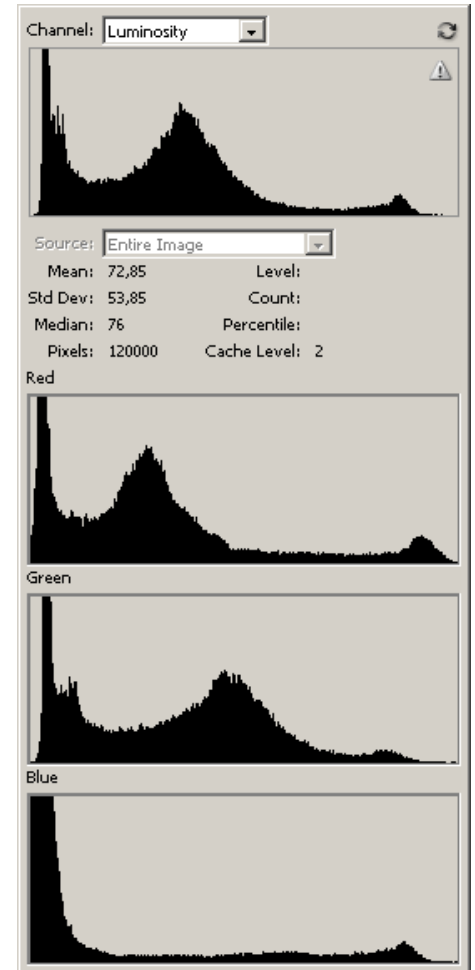 Channel: Luminosity
Source: Entire Image
Mean: 72,85 Level:
Std Dev: 53,85 Count:
Median: 76 Percentile:
Pixels: 120000 Cache Level: 2
Red
Green
Blue